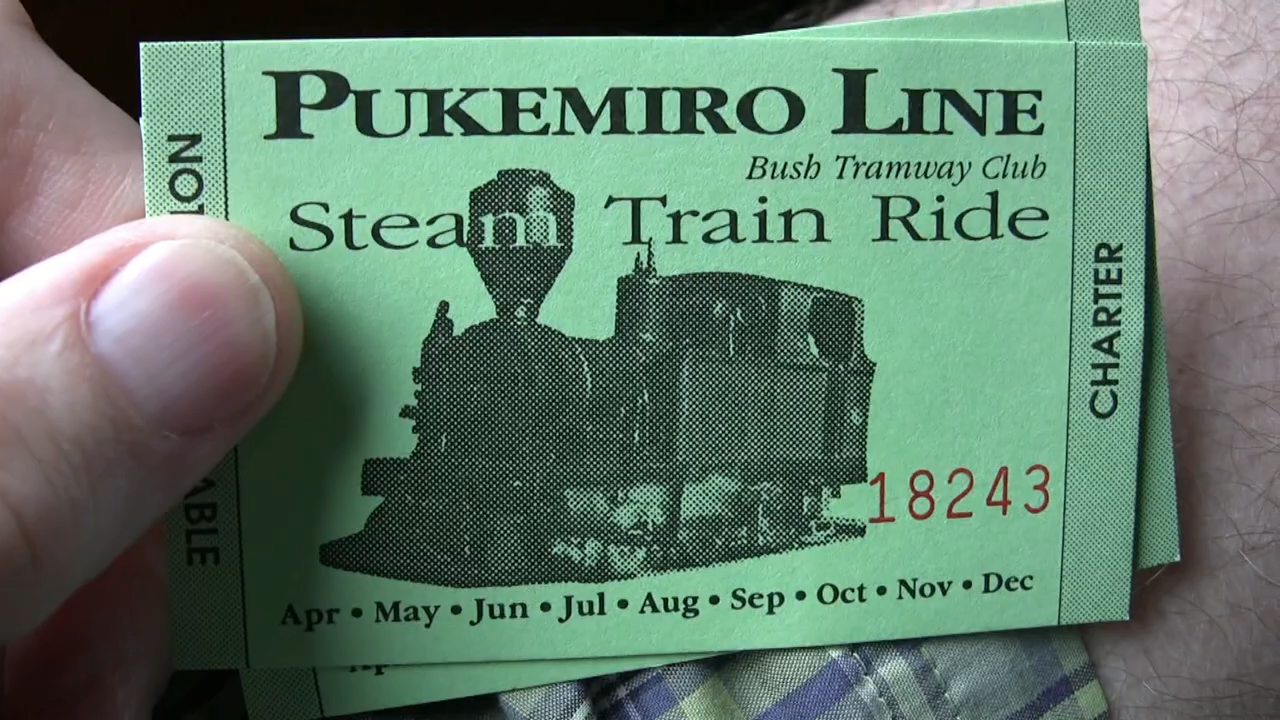 PUKEMIRO LINE
Bush Tramway Club
Steam Train Ride
CHARTER
18243
Apr • May • Jun • Jul • Aug • Sep • Oct • Nov • Dec